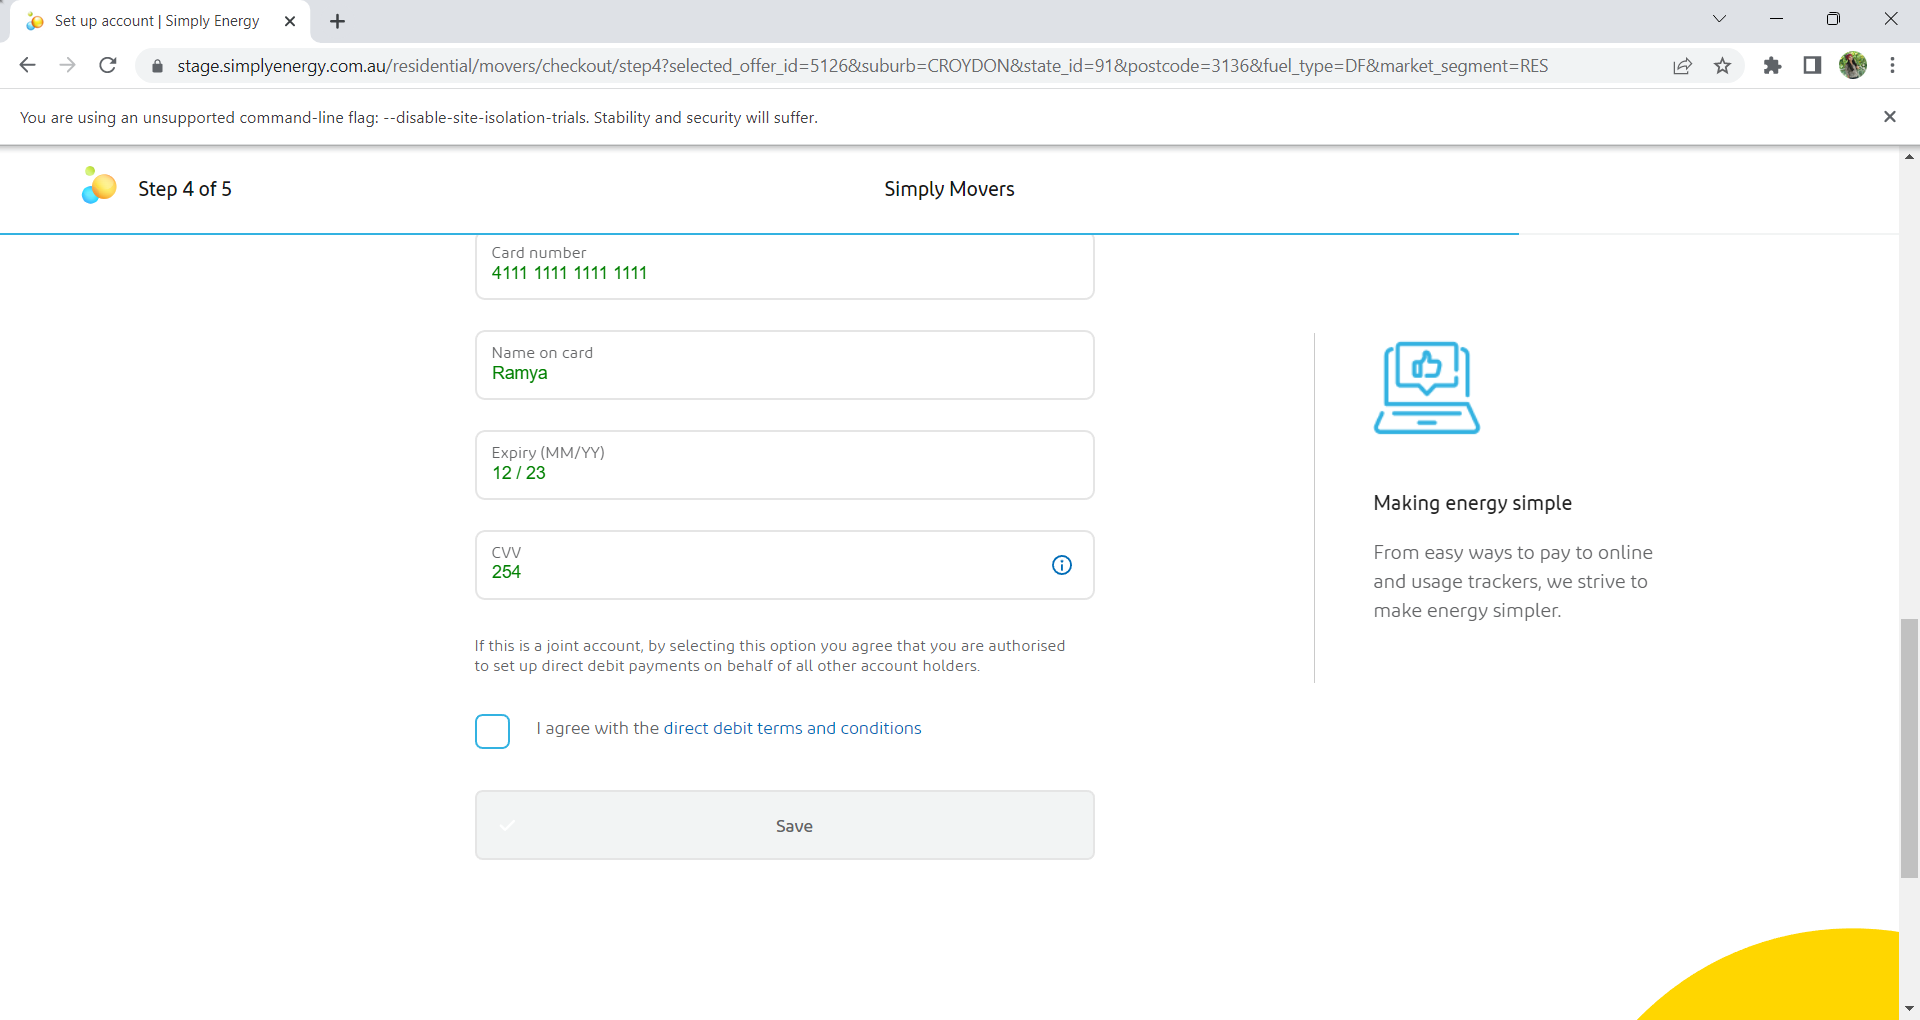 Set up account | Simply Energy
stage.simplyenergy.com.au/residential/movers/checkout/step4?selected_offer_id=5126&suburb=CROYDON&state_id=91&postcode=3136&fuel_type=DF&market_segment=RES
You are using an unsupported command-line flag: --disable-site-isolation-trials. Stability and security will suffer.
Step 4 of 5
Simply Movers
Card number
4111 1111 1111 1111
Name on card
Ramya
Expiry (MM/YY)
12 / 23
CVV
254
If this is a joint account, by selecting this option you agree that you are authorised
to set up direct debit payments on behalf of all other account holders.
I agree with the direct debit terms and conditions
Save
Making energy simple
From easy ways to pay to online
and usage trackers, we strive to
make energy simpler.